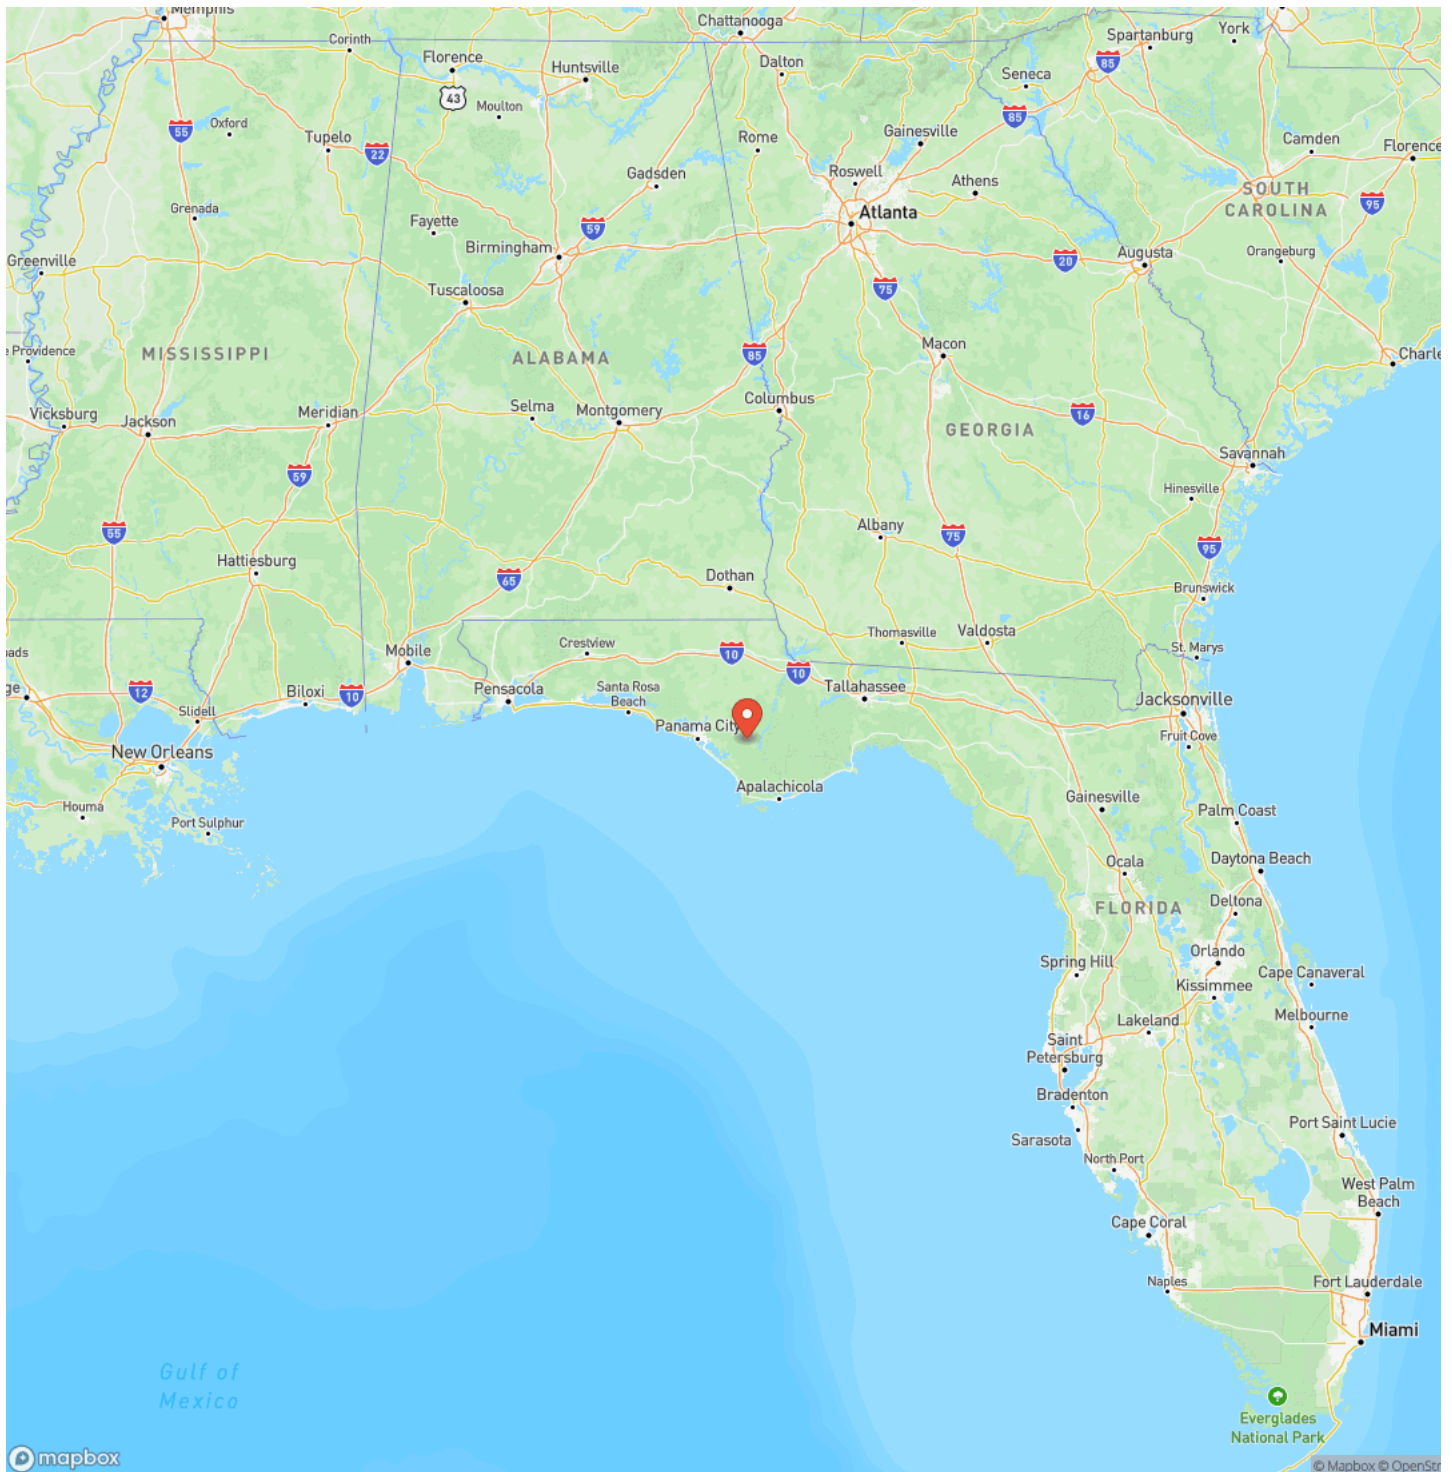 Memphis
Chattanooga
Spartanburg
York
Corinth
Florence
Huntsville
Dalton
Seneca
85
43
Moulton
85
55
Oxford
Tupelo
22
Rome
Gainesville
Camden
Florence
Gadsden
Roswell
Athens
SOUTH
CAROLINA
95
Grenada
Fayette
59
Atlanta
Birmingham
Augusta
Orangeburg
Greenville
20
Tuscaloosa
75
e Providence
MISSISSIPPI
ALABAMA
85
Macon
Charle
Vicksburg
Jackson
Meridian
Selma
Montgomery
Columbus
16
GEORGIA
59
Savannah
Hinesville
55
Albany
75
95
Hattiesburg
65
Dothan
Brunswick
Crestview
Thomasville
Valdosta
St. Marys
oads
Mobile
10
10
ge
12
Biloxi
10
Pensacola
Santa Rosa
Beach
Tallahassee
Jacksonville
Slidell
Panama City
Fruit Cove
New Orleans
Apalachicola
Gainesville
Palm Coast
Houma
Port Sulphur
Ocala
Daytona Beach
FLORIDA
Deltona
Orlando
Spring Hill
Cape Canaveral
Kissimmee
Lakeland
Melbourne
Saint
Petersburg
Bradenton
Sarasota
Port Saint Lucie
North Port
West Palm
Beach
Cape Coral
Naples
Fort Lauderdale
Miami
Gulf of
Mexico
Everglades
National Park
mapbox
© Mapbox © OpenStr